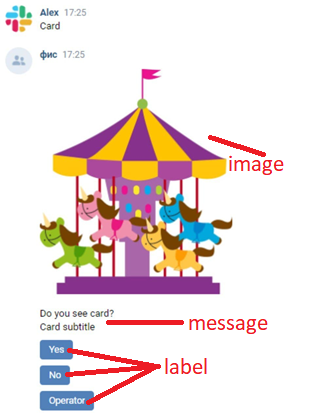 Alex 17:25
Card
фис 17:25
image
Do you see card?
Card subtitle
message
Yes
label
No
Operator